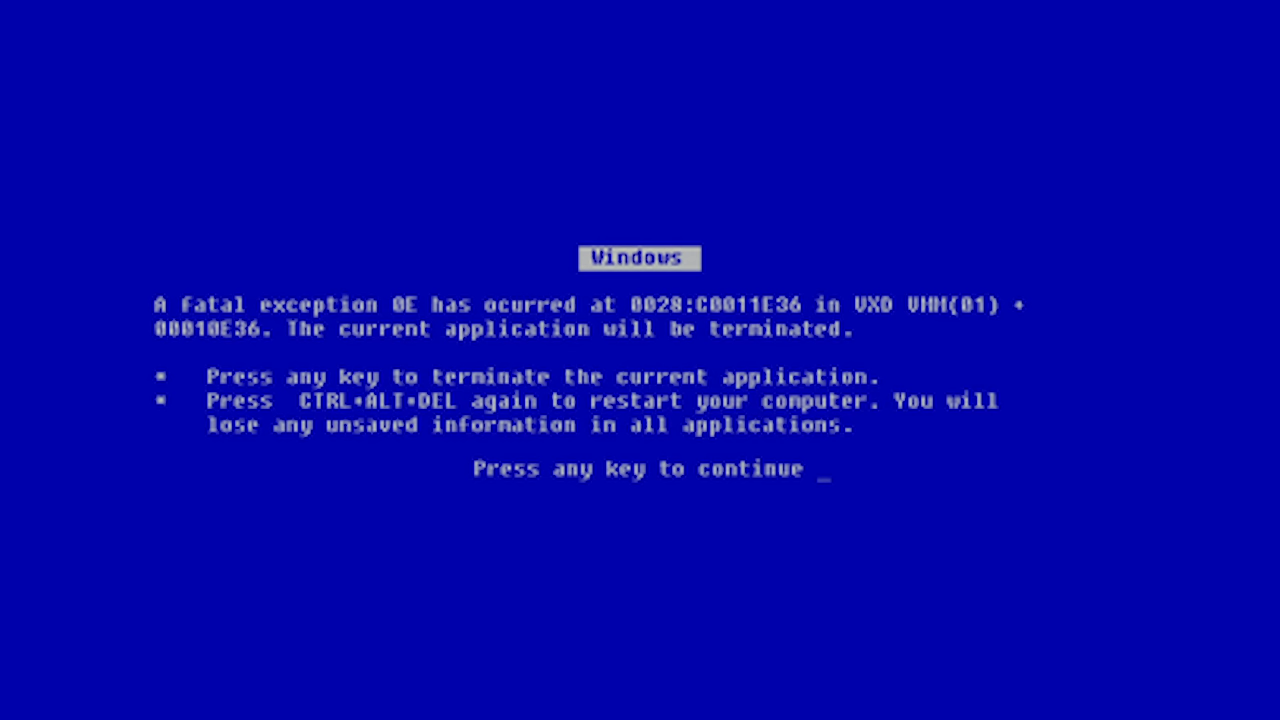 Windows
A fatal exception 0E has ocurred at 0028:C0011E36 in VXD VMM(01) +
00010E36. The current application will be terminated.
* Press any key to terminate the current application.
* Press CTRL+ALT+DEL again to restart your computer. You will
lose any unsaved information in all applications.
Press any key to continue _